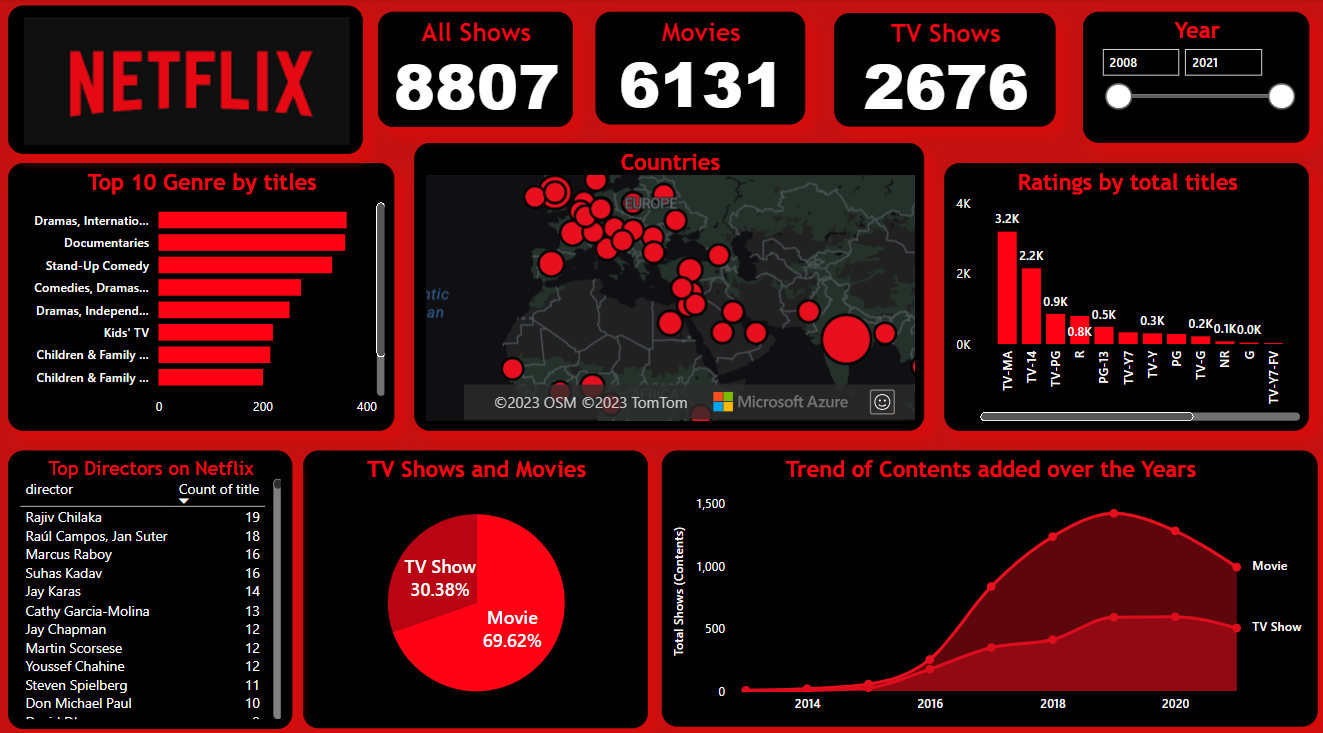 NETFLIX
All Shows
8807
Movies
6131
TV Shows
2676
Year
2008 2021
Top 10 Genre by titles
Dramas, Internatio...
Documentaries
Stand-Up Comedy
Comedies, Dramas...
Dramas, Independ...
Kids' TV
Children & Family ...
Children & Family ...
0 200 400
Countries
EUROPE
ntic
an
©2023 OSM ©2023 TomTom Microsoft Azure
Ratings by total titles
4K
2K
0K
3.2K
2.2K
0.9K
0.8K
0.5K
0.3K
0.2K
0.1K
0.0K
TV-MA
TV-14
TV-PG
R
PG-13
TV-Y7
TV-Y
PG
TV-G
NR
G
TV-Y7-FV
Top Directors on Netflix
director Count of title
Rajiv Chilaka 19
Raúl Campos, Jan Suter 18
Marcus Raboy 16
Suhas Kadav 16
Jay Karas 14
Cathy Garcia-Molina 13
Jay Chapman 12
Martin Scorsese 12
Youssef Chahine 12
Steven Spielberg 11
Don Michael Paul 10
TV Shows and Movies
TV Show
30.38%
Movie
69.62%
Trend of Contents added over the Years
Total Shows (Contents)
1,500
1,000
500
0
2014 2016 2018 2020
Movie
TV Show